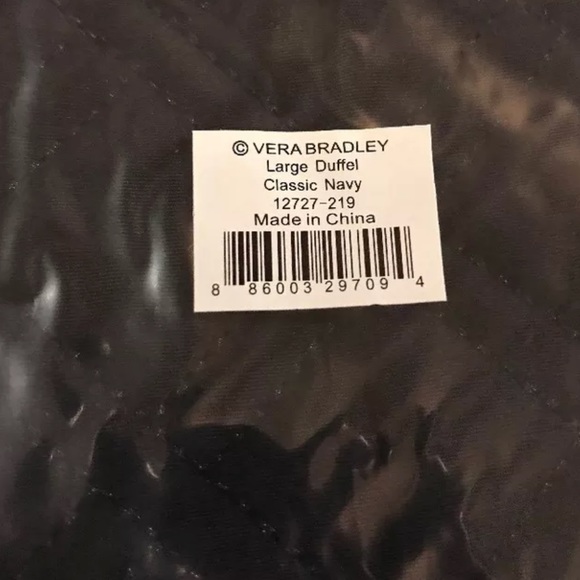 © VERA BRADLEY
Large Duffel
Classic Navy
12727-219
Made in China
8 86003 29709 4